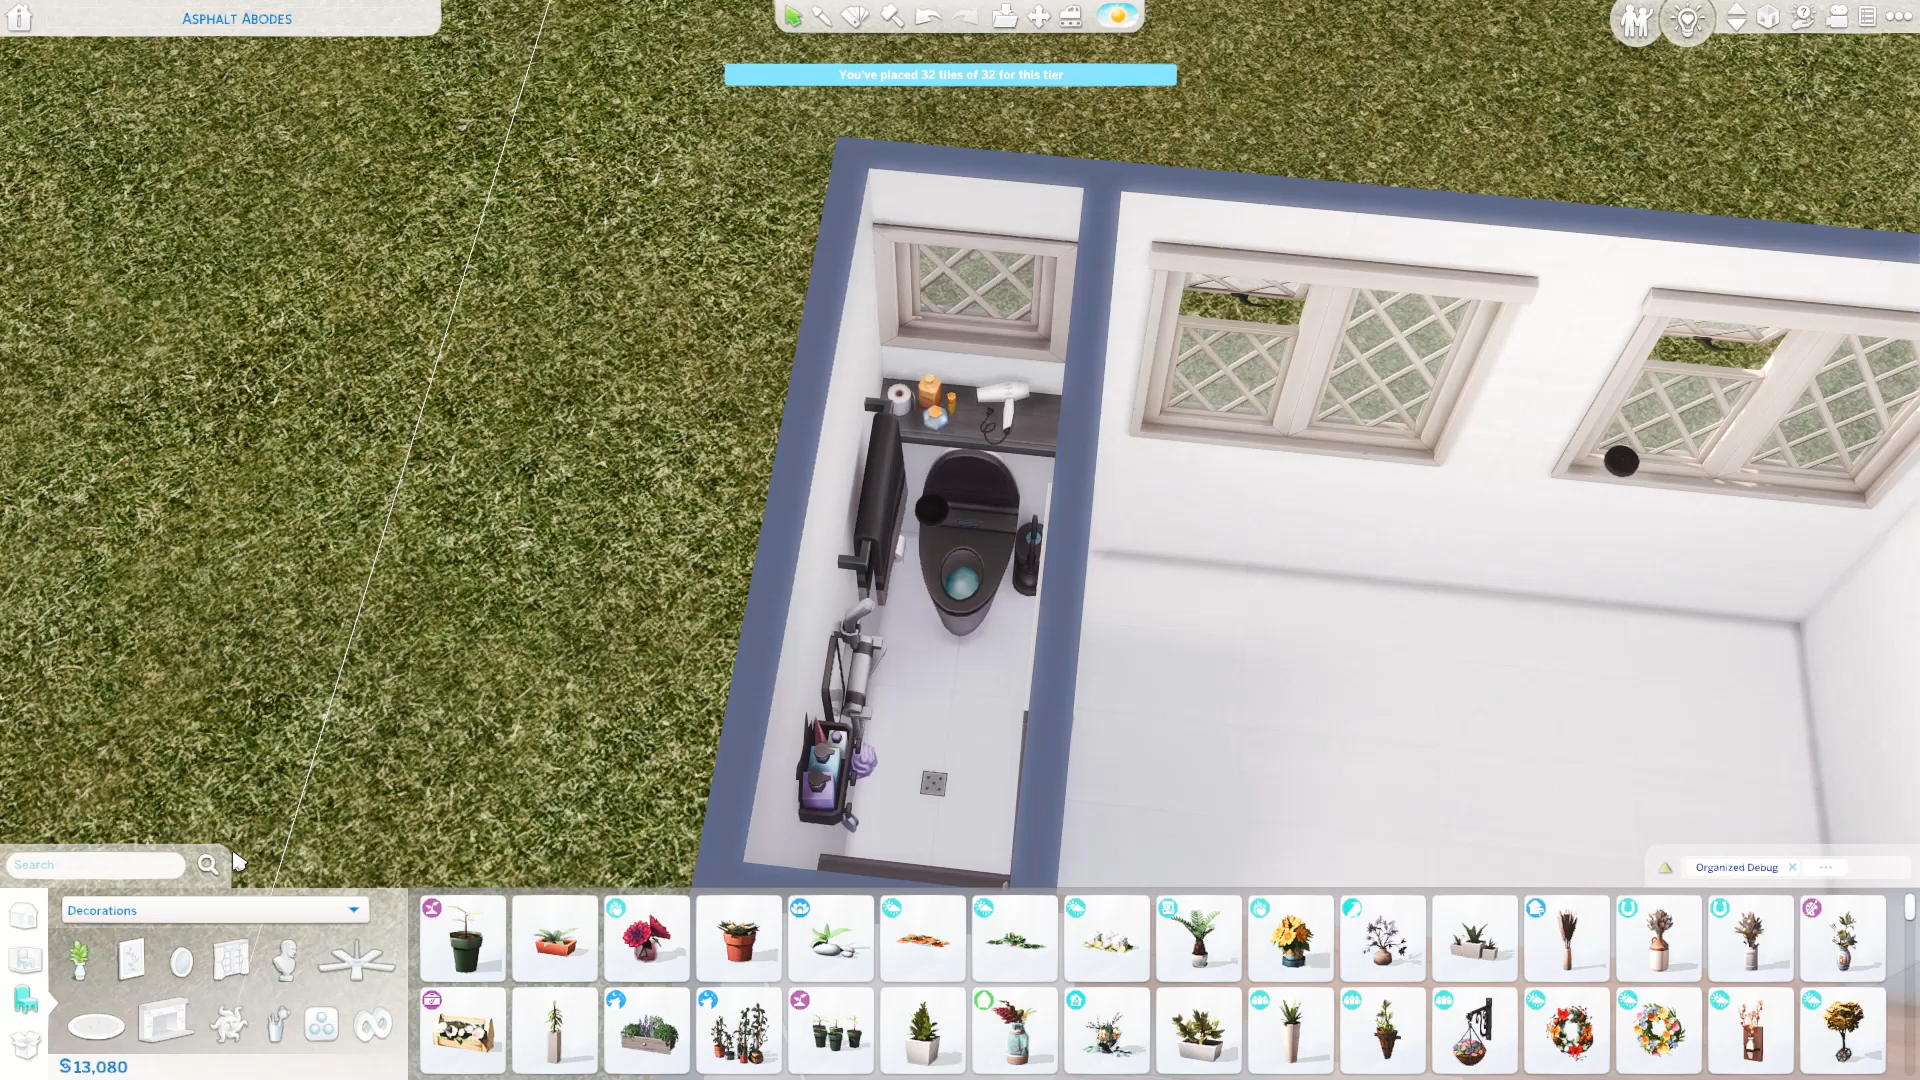 ASPHALT ABODES
You've placed 32 tiles of 32 for this tier
Search
Organized Debug
Decorations
§13,080